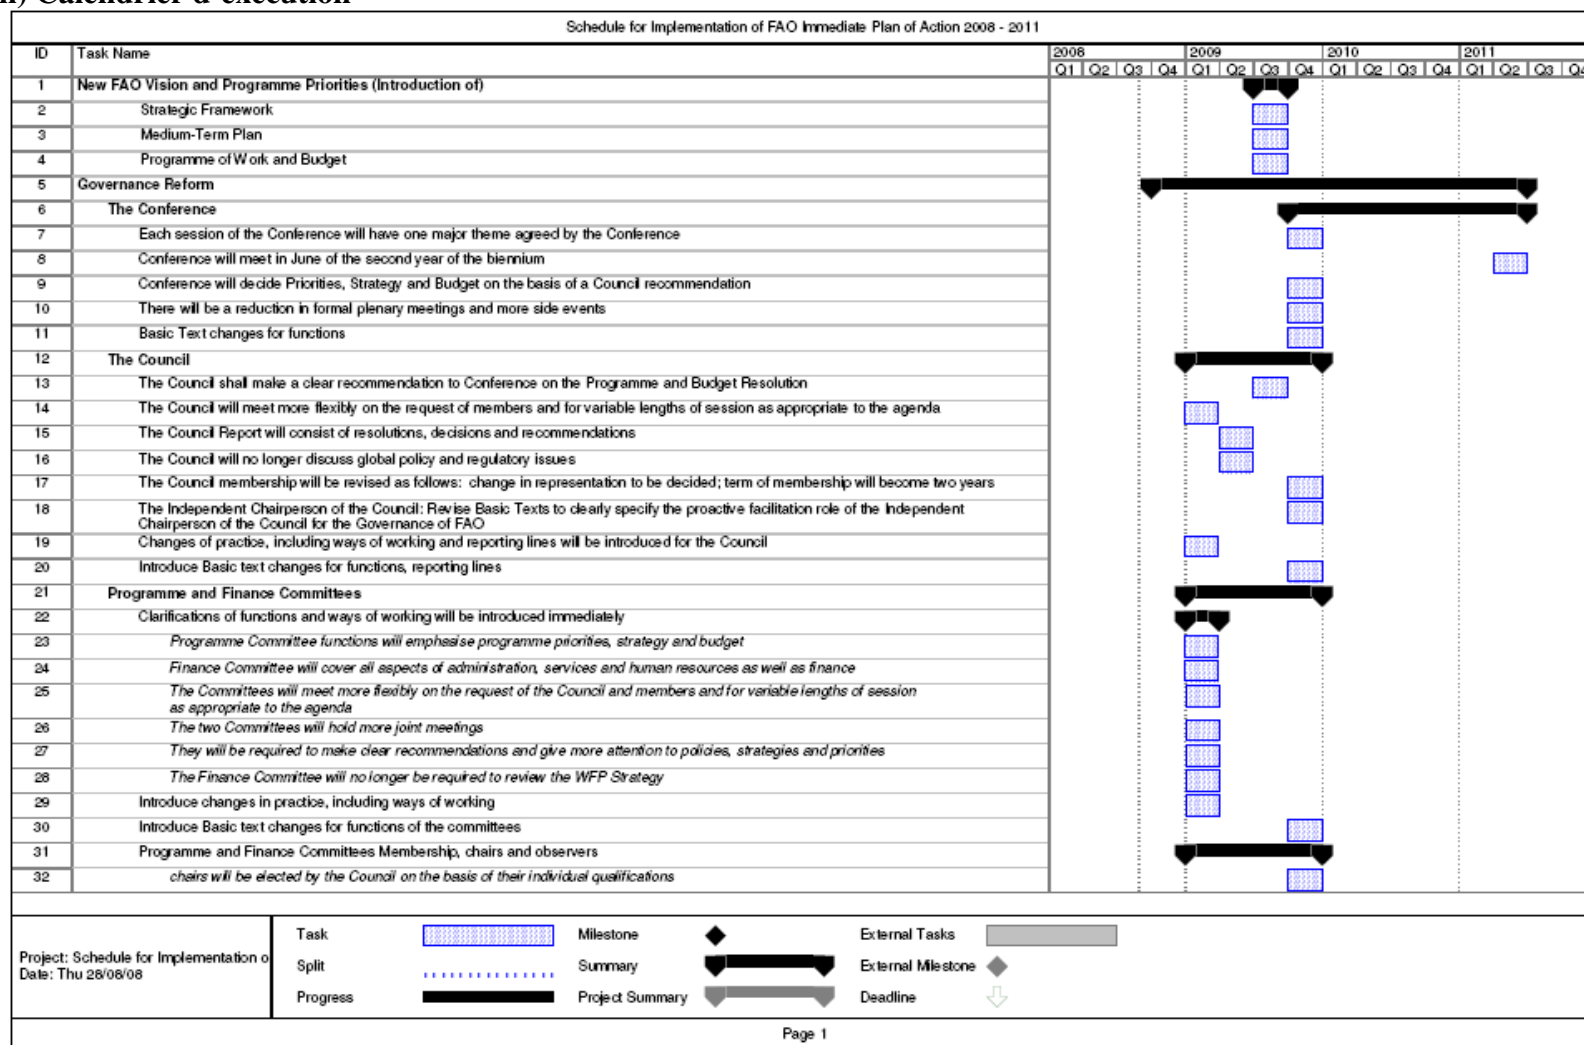 n) Calendrier d'exécution
Schedule for Implementation of FAO Immediate Plan of Action 2008 - 2011
ID Task Name 2008 2009 2010 2011
Q1 Q2 Q3 Q4 Q1 Q2 Q3 Q4 Q1 Q2 Q3 Q4 Q1 Q2 Q3 Q4
1 New FAO Vision and Programme Priorities (Introduction of)
2 Strategic Framework
3 Medium-Term Plan
4 Programme of Work and Budget
5 Governance Reform
6 The Conference
7 Each session of the Conference will have one major theme agreed by the Conference
8 Conference will meet in June of the second year of the biennium
9 Conference will decide Priorities, Strategy and Budget on the basis of a Council recommendation
10 There will be a reduction in formal plenary meetings and more side events
11 Basic Text changes for functions
12 The Council
13 The Council shall make a clear recommendation to Conference on the Programme and Budget Resolution
14 The Council will meet more flexibly on the request of members and for variable lengths of session as appropriate to the agenda
15 The Council Report will consist of resolutions, decisions and recommendations
16 The Council will no longer discuss global policy and regulatory issues
17 The Council membership will be revised as follows: change in representation to be decided; term of membership will become two years
18 The Independent Chairperson of the Council: Revise Basic Texts to clearly specify the proactive facilitation role of the Independent
Chairperson of the Council for the Governance of FAO
19 Changes of practice, including ways of working and reporting lines will be introduced for the Council
20 Introduce Basic text changes for functions, reporting lines
21 Programme and Finance Committees
22 Clarifications of functions and ways of working will be introduced immediately
23 Programme Committee functions will emphasise programme priorities, strategy and budget
24 Finance Committee will cover all aspects of administration, services and human resources as well as finance
25 The Committees will meet more flexibly on the request of the Council and members and for variable lengths of session
as appropriate to the agenda
26 The two Committees will hold more joint meetings
27 They will be required to make clear recommendations and give more attention to policies, strategies and priorities
28 The Finance Committee will no longer be required to review the WFP Strategy
29 Introduce changes in practice, including ways of working
30 Introduce Basic text changes for functions of the committees
31 Programme and Finance Committees Membership, chairs and observers
32 chairs will be elected by the Council on the basis of their individual qualifications
Project: Schedule for Implementation o
Date: Thu 28/08/08
Task Milestone External Tasks
Split Summary External Milestone
Progress Project Summary Deadline
Page 1